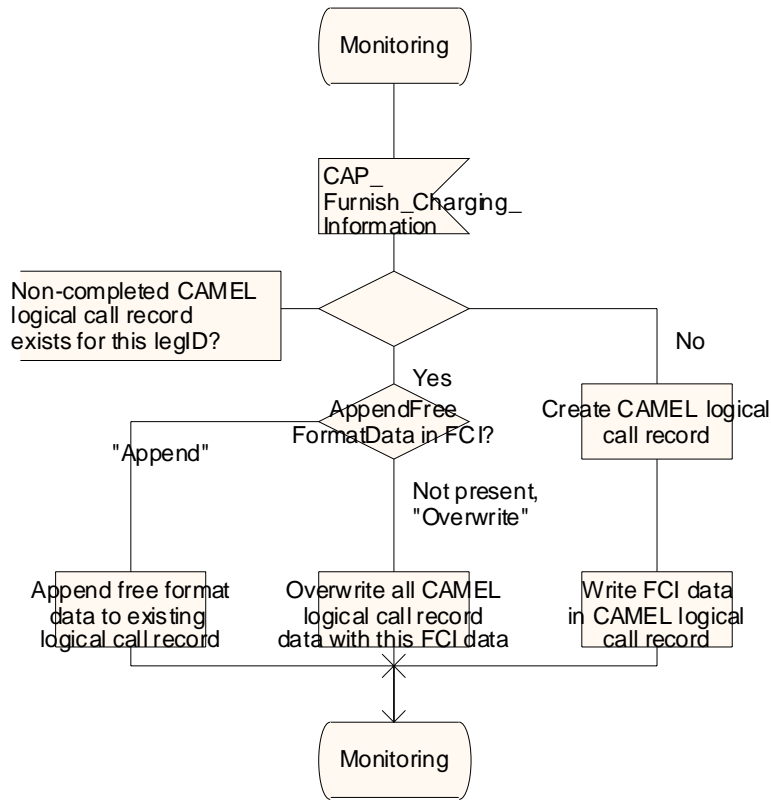 Monitoring
CAP_
Furnish_Charging_
Information
Non-completed CAMEL
logical call record
exists for this legID?
No
Yes
AppendFree
FormatData in FCI?
Create CAMEL logical
call record
"Append"
Not present,
"Overwrite"
Append free format
data to existing
logical call record
Overwrite all CAMEL
logical call record
data with this FCI data
Write FCI data
in CAMEL logical
call record
Monitoring